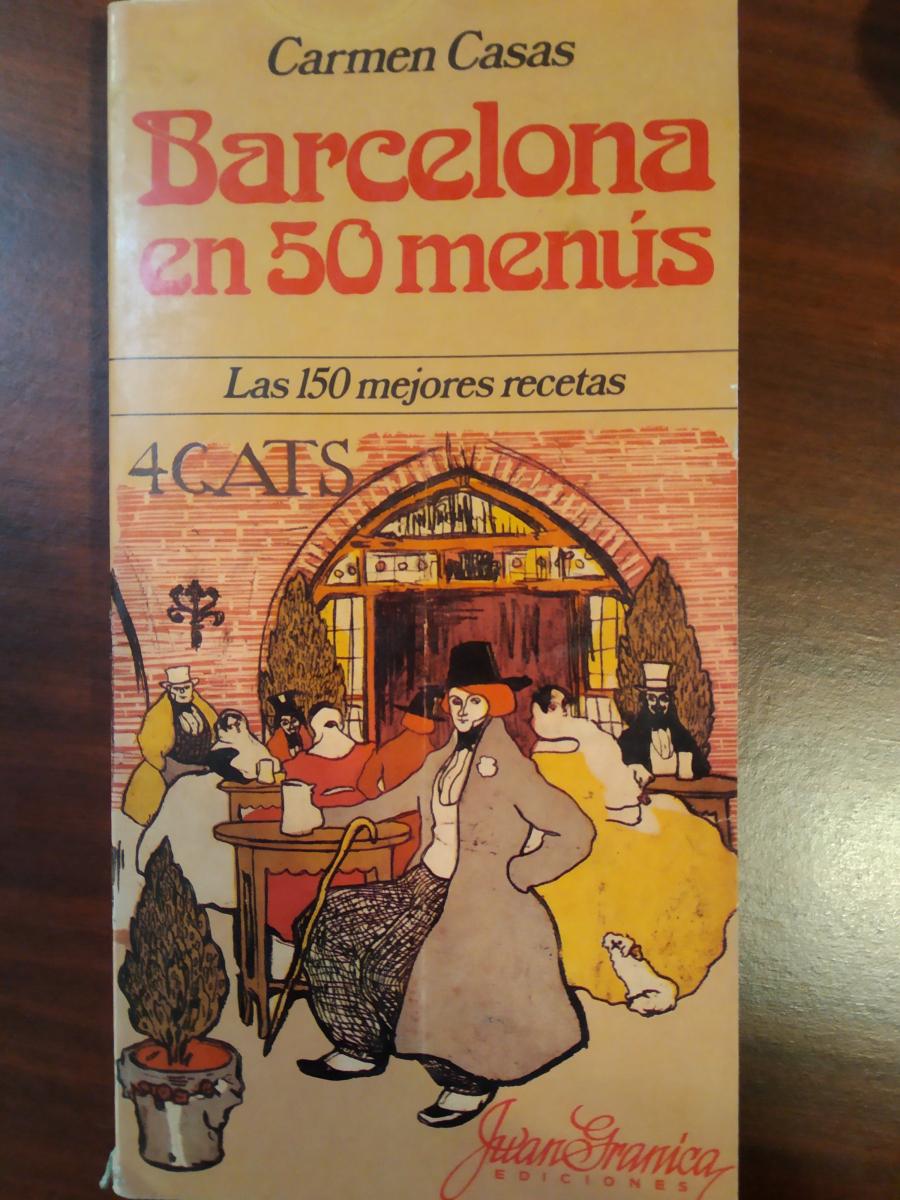 Carmen Casas
Barcelona
en 50 menús
Las 150 mejores recetas
4CATS
Juan Granica
EDICIONES